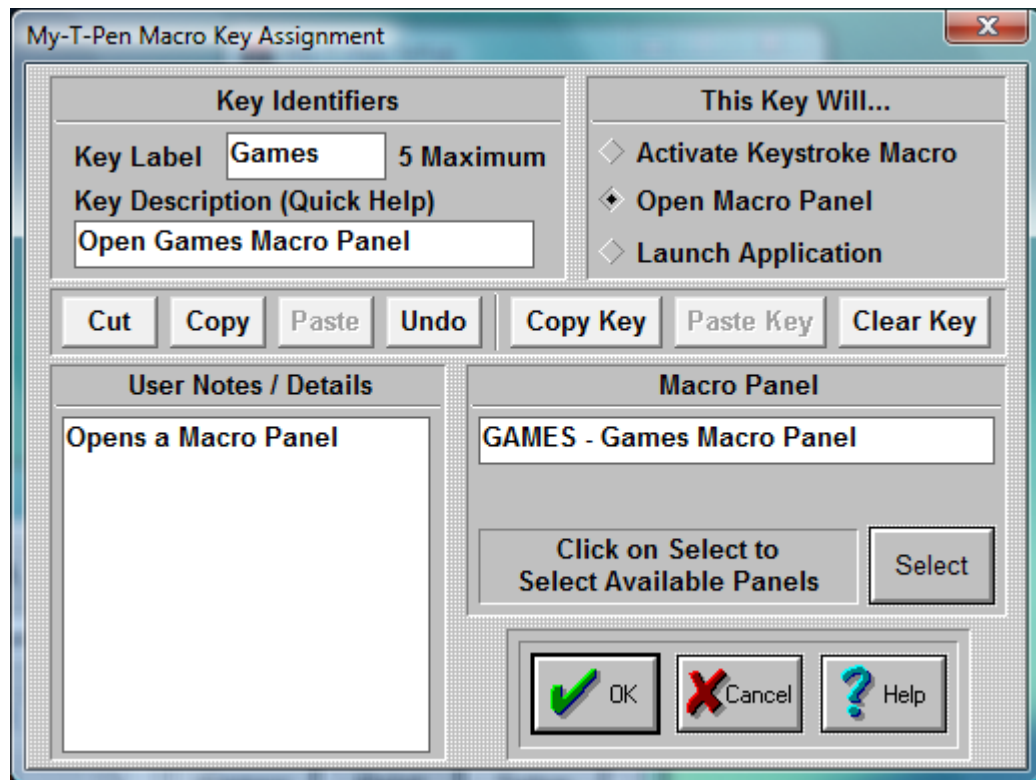 My-T-Pen Macro Key Assignment
Key Identifiers
Key Label Games 5 Maximum
Key Description (Quick Help)
Open Games Macro Panel
This Key Will...
Activate Keystroke Macro
Open Macro Panel
Launch Application
Cut Copy Paste Undo Copy Key Paste Key Clear Key
User Notes / Details
Opens a Macro Panel
Macro Panel
GAMES - Games Macro Panel
Click on Select to
Select Available Panels
Select
OK Cancel Help